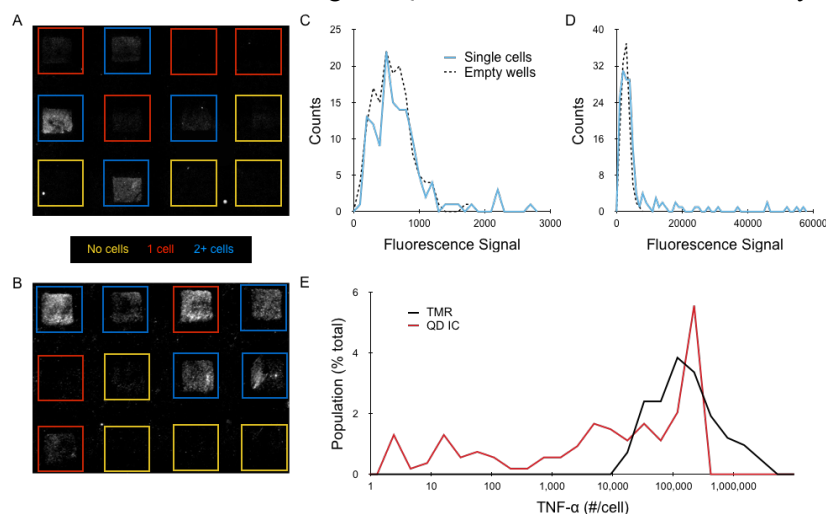 A
C
D
Single cells
Empty wells
Counts
25
20
15
10
5
0
0 1000 2000 3000
Fluorescence Signal
Counts
40
32
24
16
8
0
0 20000 40000 60000
Fluorescence Signal
No cells 1 cell 2+ cells
B
E
TMR
QD IC
Population (% total)
6
4
2
0
1 10 100 1,000 10,000 100,000 1,000,000
TNF-α (#/cell)